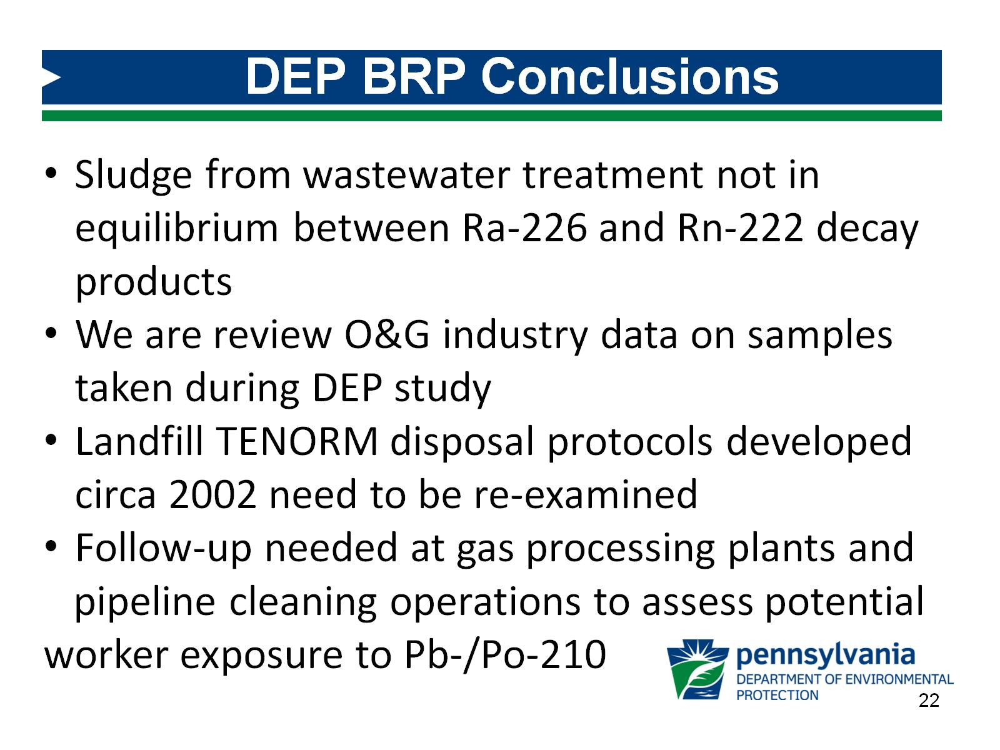 DEP BRP Conclusions
• Sludge from wastewater treatment not in
equilibrium between Ra-226 and Rn-222 decay
products
• We are review O&G industry data on samples
taken during DEP study
• Landfill TENORM disposal protocols developed
circa 2002 need to be re-examined
• Follow-up needed at gas processing plants and
pipeline cleaning operations to assess potential
worker exposure to Pb-/Po-210
pennsylvania
DEPARTMENT OF ENVIRONMENTAL
PROTECTION
22